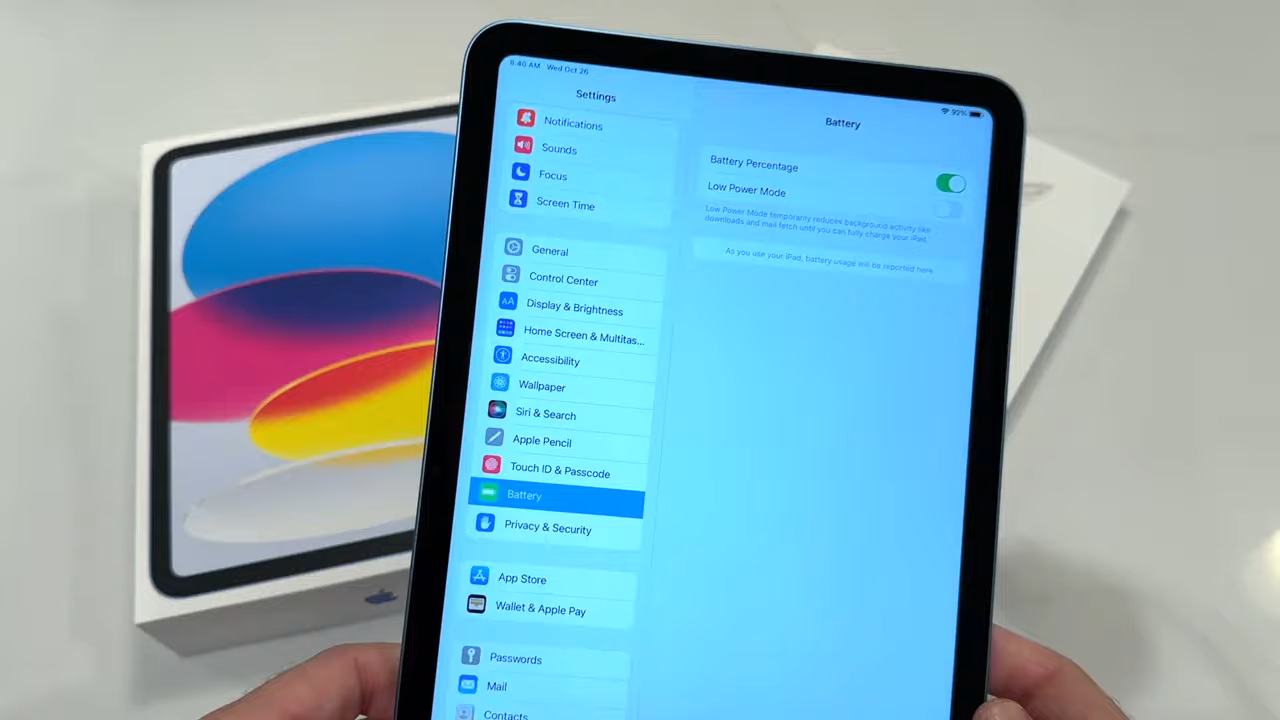 8:40 AM Wed Oct 26
92%
Settings
Notifications
Sounds
Focus
Screen Time
General
Control Center
Display & Brightness
AA
Home Screen & Multitas...
Accessibility
Wallpaper
Siri & Search
Apple Pencil
Touch ID & Passcode
Battery
Privacy & Security
App Store
Wallet & Apple Pay
Passwords
Mail
Contacts
Battery
Battery Percentage
Low Power Mode
Low Power Mode temporarily reduces background activity like
downloads and mail fetch until you can fully charge your iPad.
As you use your iPad, battery usage will be reported here.